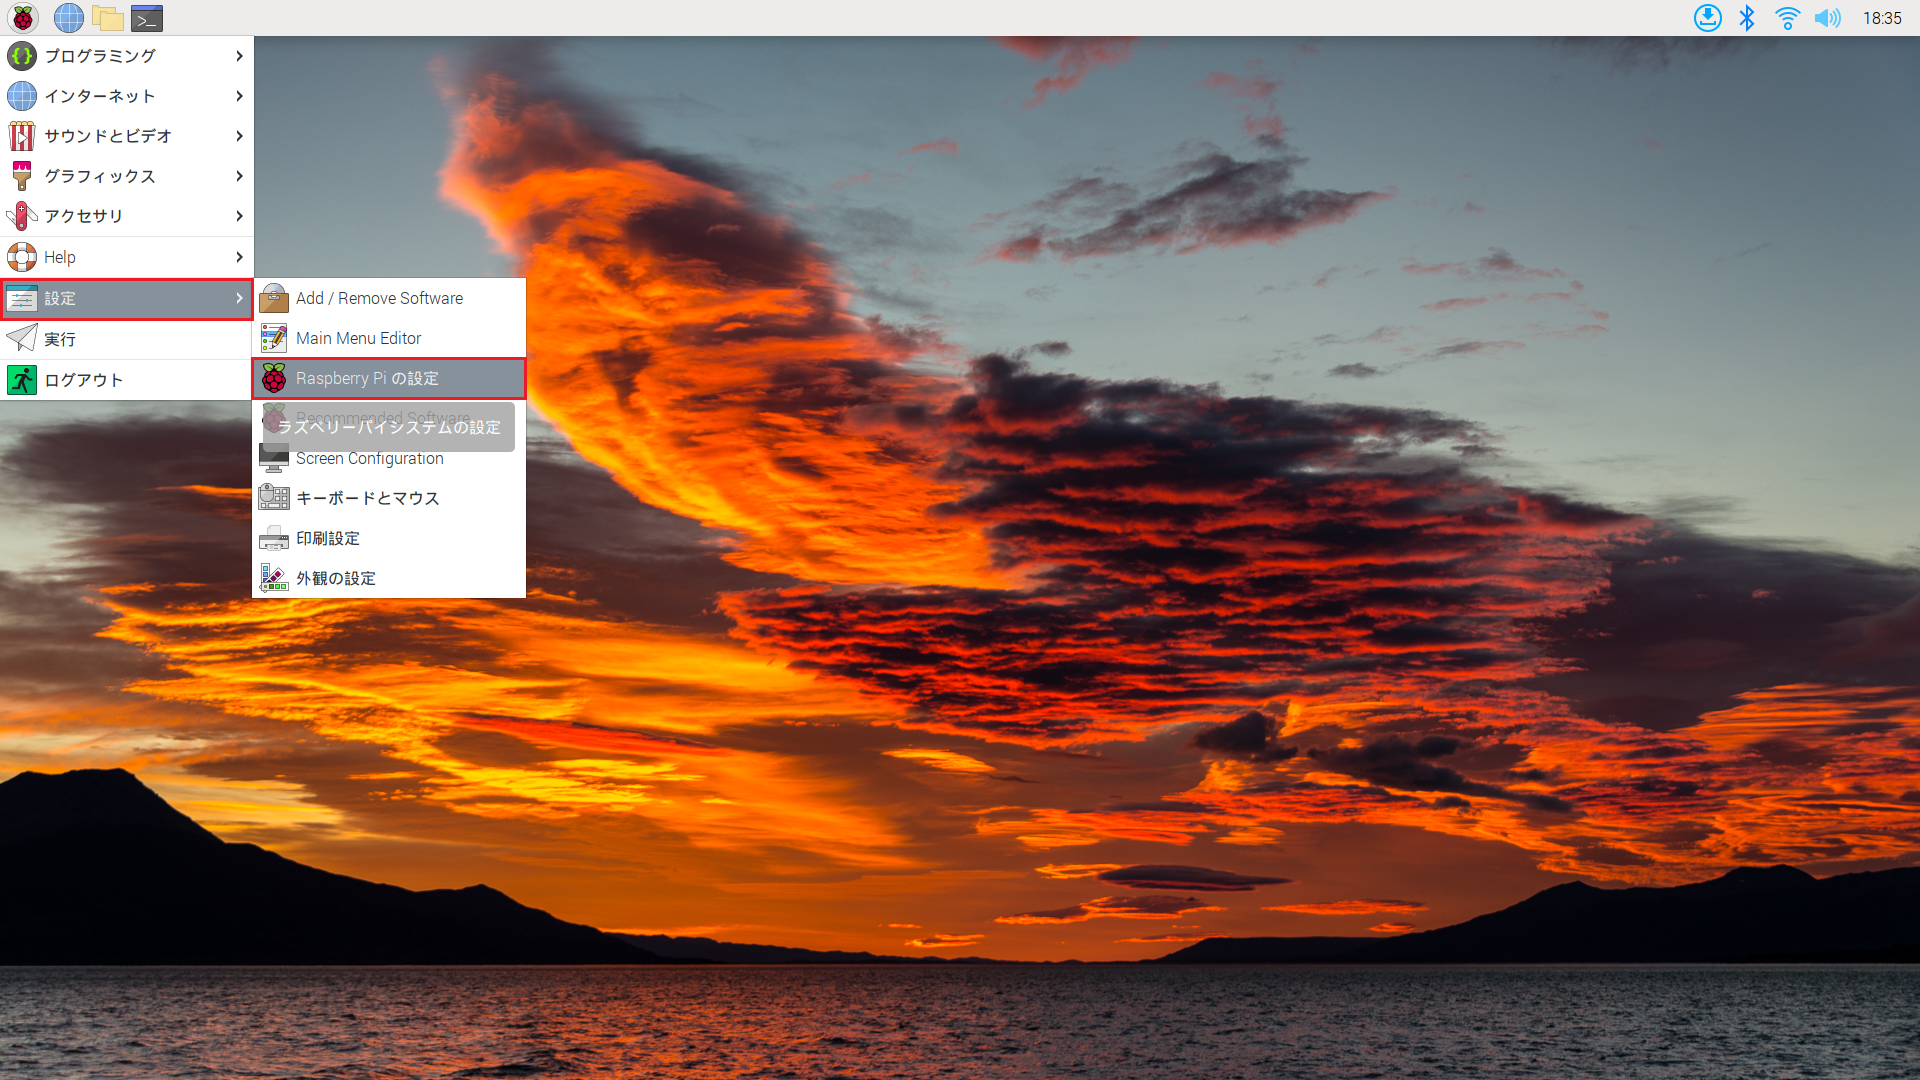 >_
18:35
プログラミング
インターネット
サウンドとビデオ
グラフィックス
アクセサリ
Help
設定
実行
ログアウト
Add / Remove Software
Main Menu Editor
Raspberry Pi の設定
Recommended Software
ラズベリーパイシステムの設定
Screen Configuration
キーボードとマウス
印刷設定
外観の設定